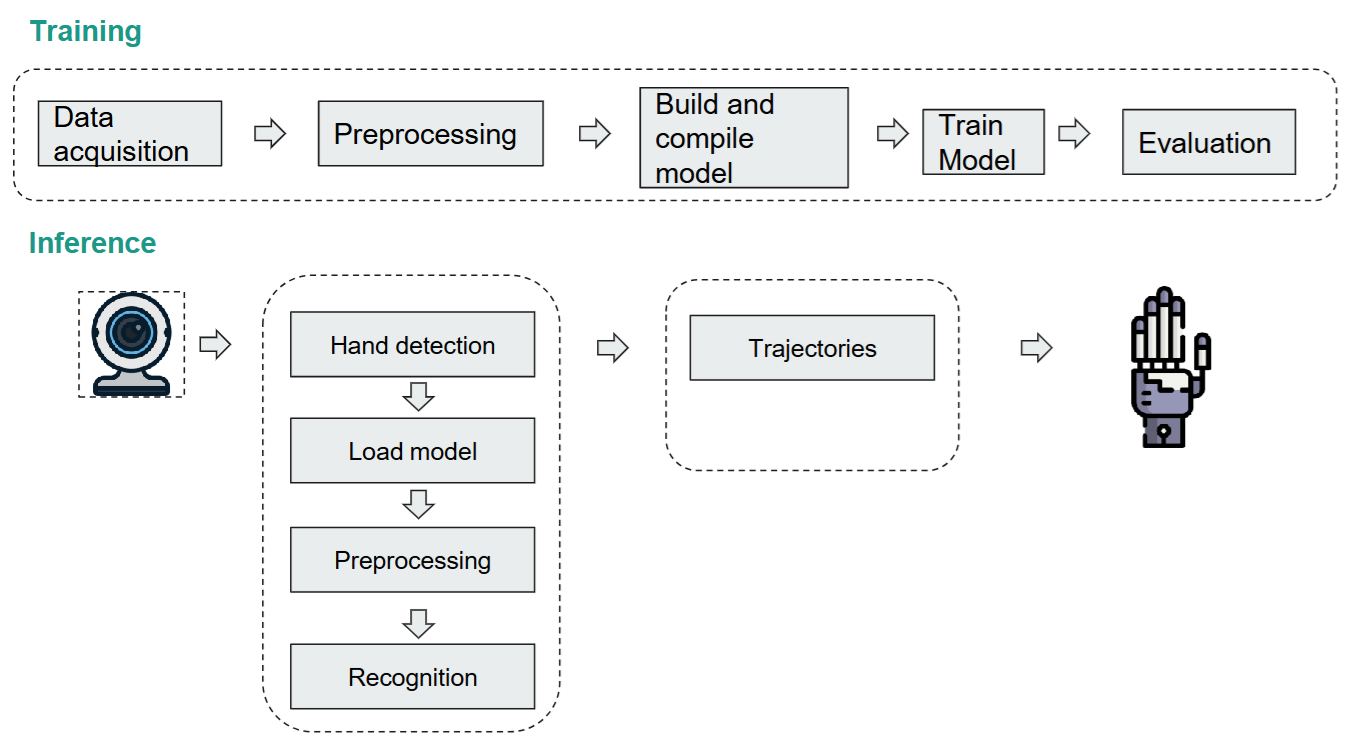 Training
Data
acquisition
Preprocessing
Build and
compile
model
Train
Model
Evaluation
Inference
Hand detection
Load model
Preprocessing
Recognition
Trajectories